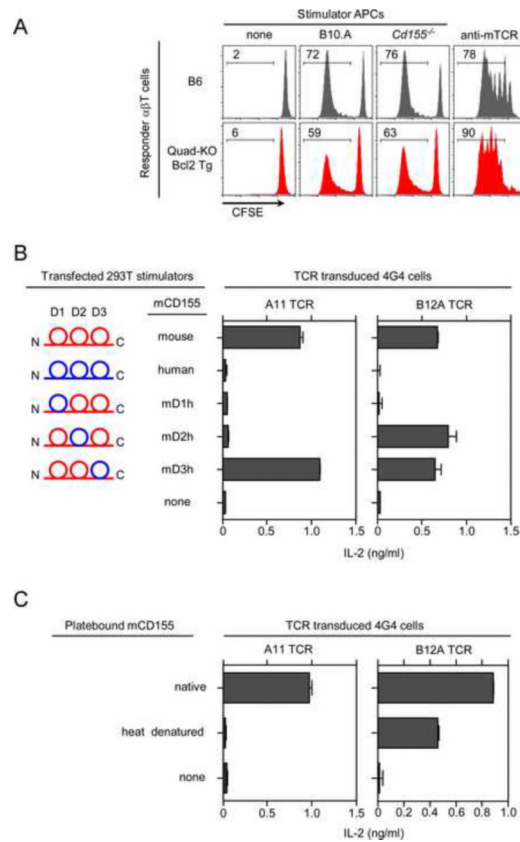 A
Stimulator APCs
none B10.A Cd155-/- anti-mTCR
Responder αβT cells
B6
2 72 76 78
Quad-KO
Bcl2 Tg
6 59 63 90
CFSE
B
Transfected 293T stimulators TCR transduced 4G4 cells
D1 D2 D3 mCD155 A11 TCR B12A TCR
N C mouse
N C human
N C mD1h
N C mD2h
N C mD3h
none
0 0.5 1.0 1.5 0 0.5 1.0 1.5
IL-2 (ng/ml)
C
Platebound mCD155 TCR transduced 4G4 cells
A11 TCR B12A TCR
native
heat denatured
none
0 0.5 1.0 1.5 0 0.2 0.4 0.6 0.8 1.0
IL-2 (ng/ml)